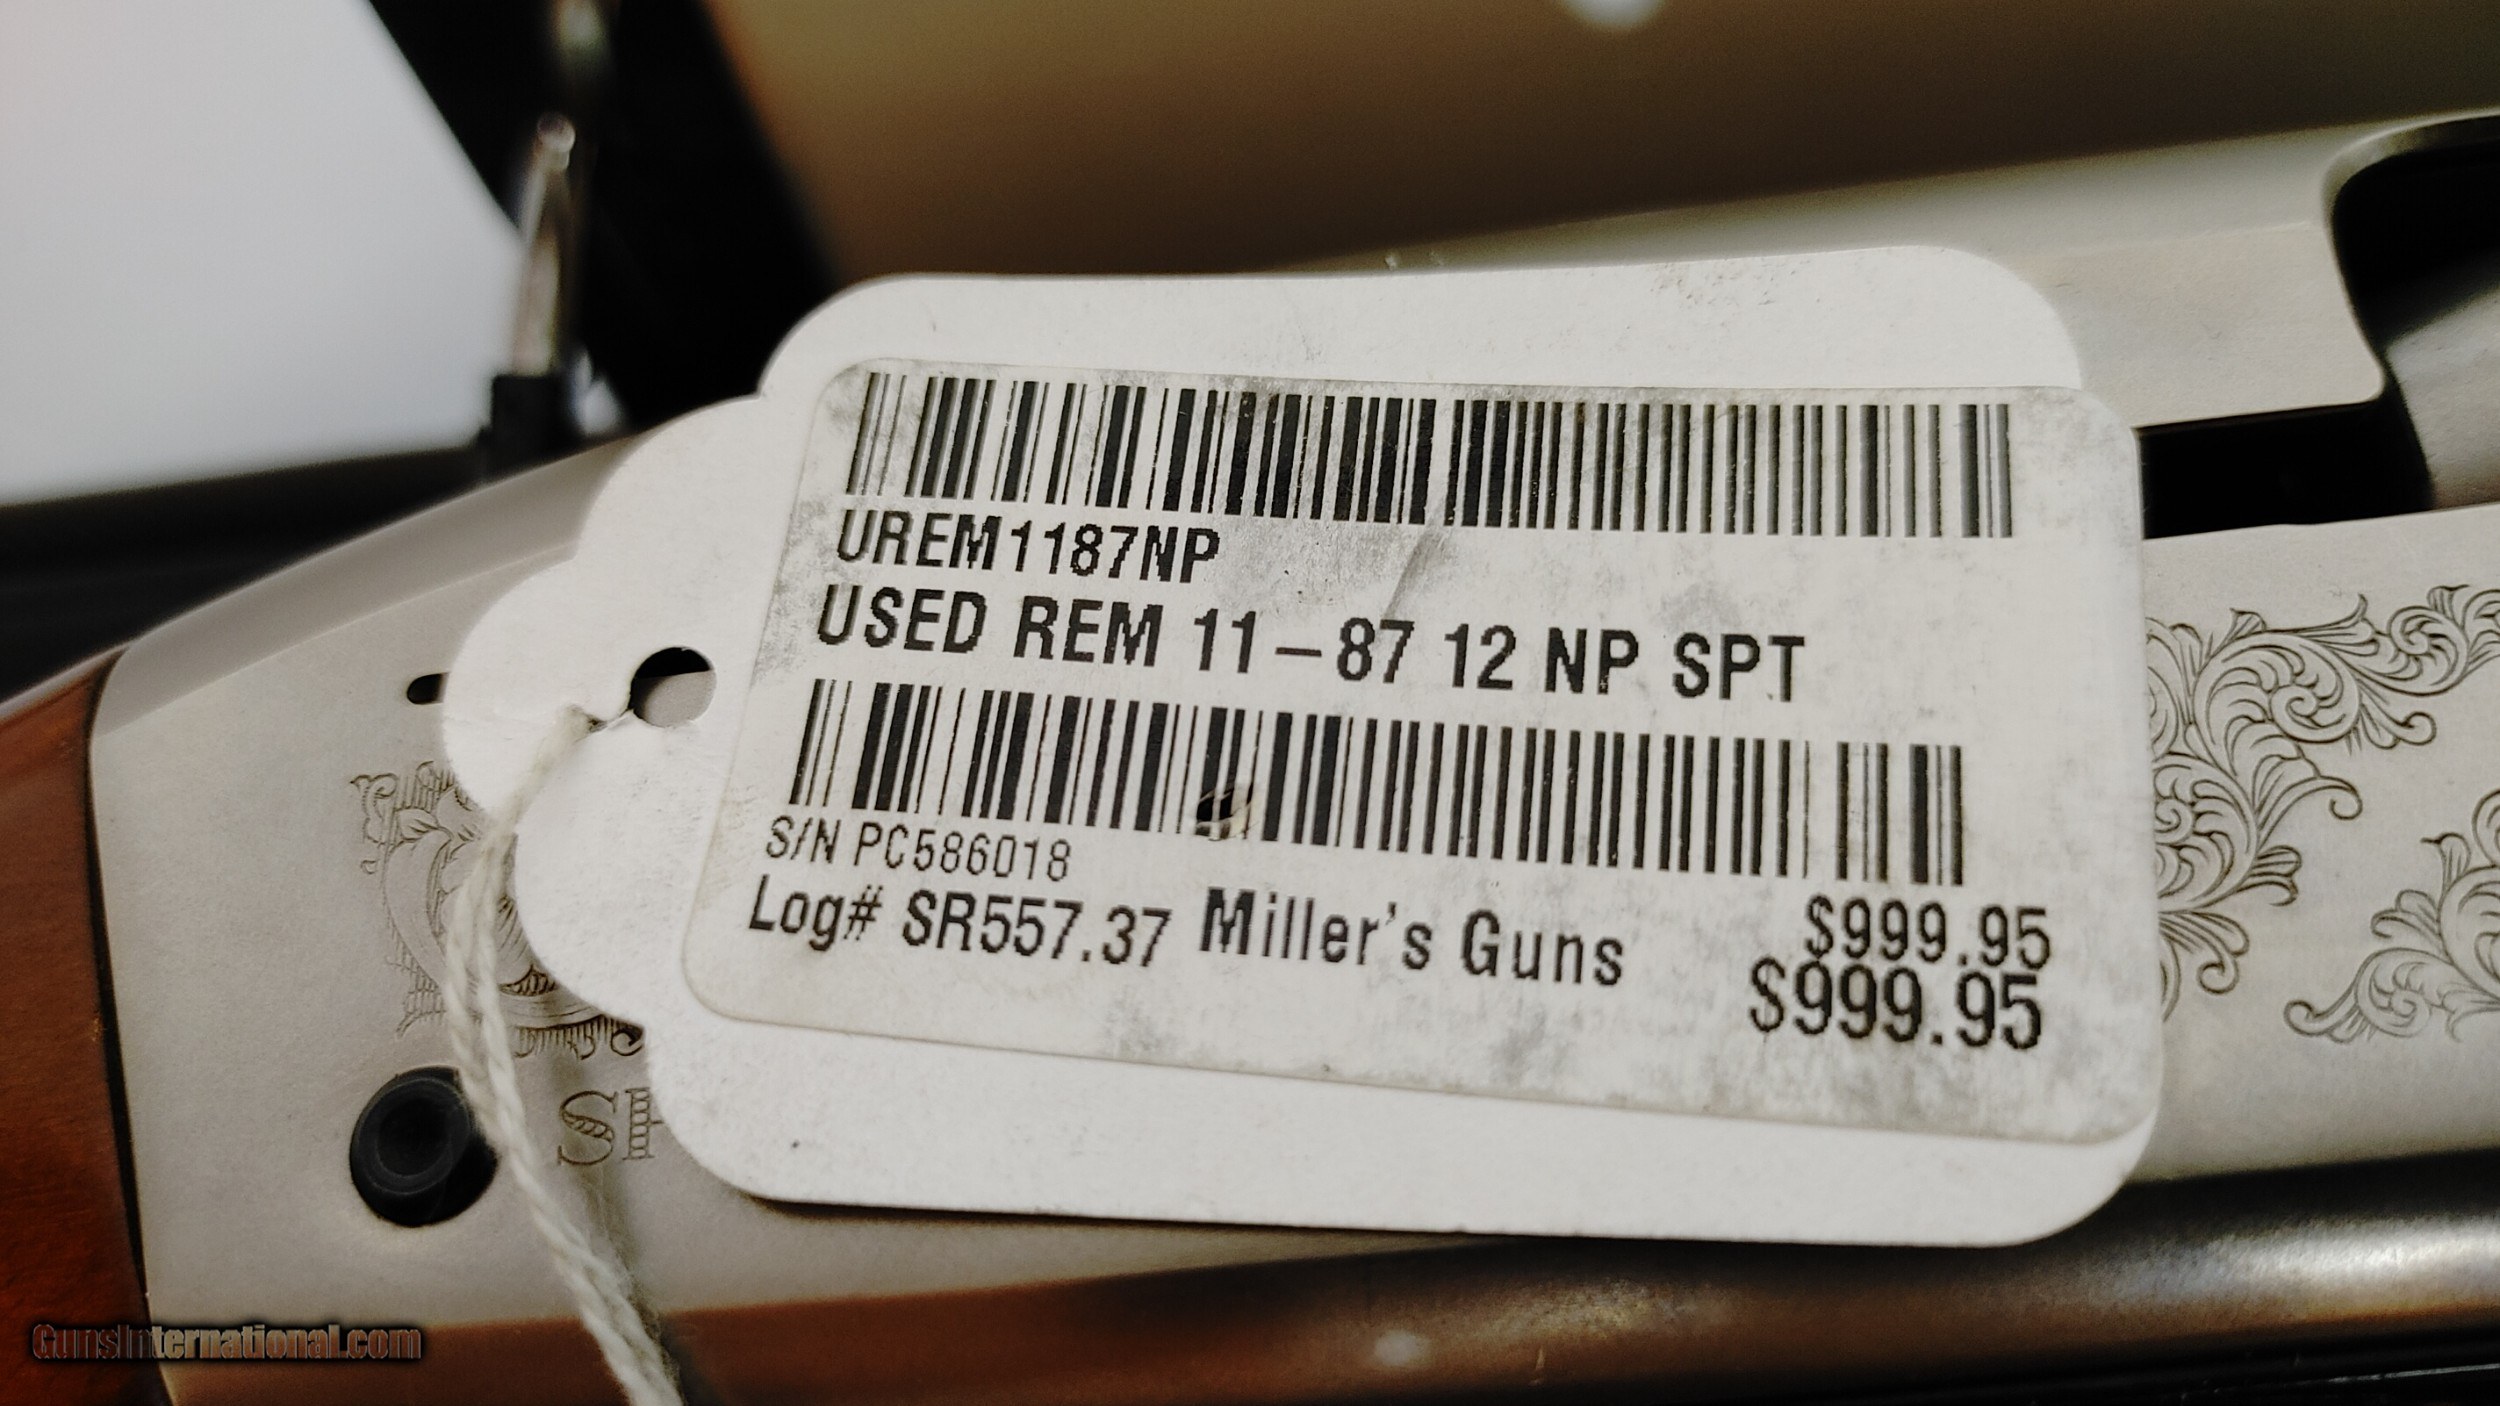 UREM1187NP
USED REM 11-87 12 NP SPT
S/N PC586018
Log# SR557.37 Miller's Guns $999.95
$999.95
GunsInternational.com